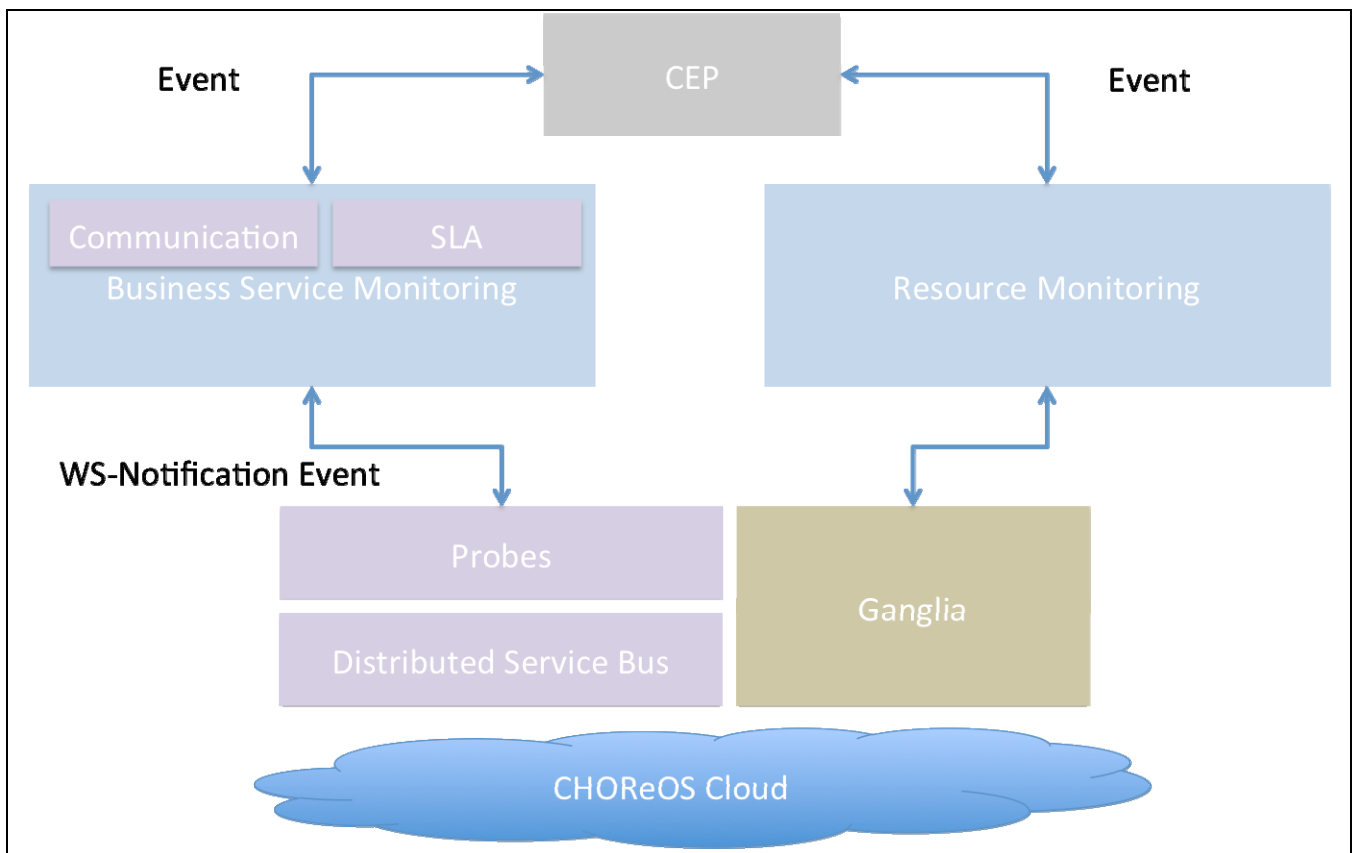 Event
CEP
Event
Communication
SLA
Business Service Monitoring
Resource Monitoring
WS-Notification Event
Probes
Ganglia
Distributed Service Bus
CHOReOS Cloud